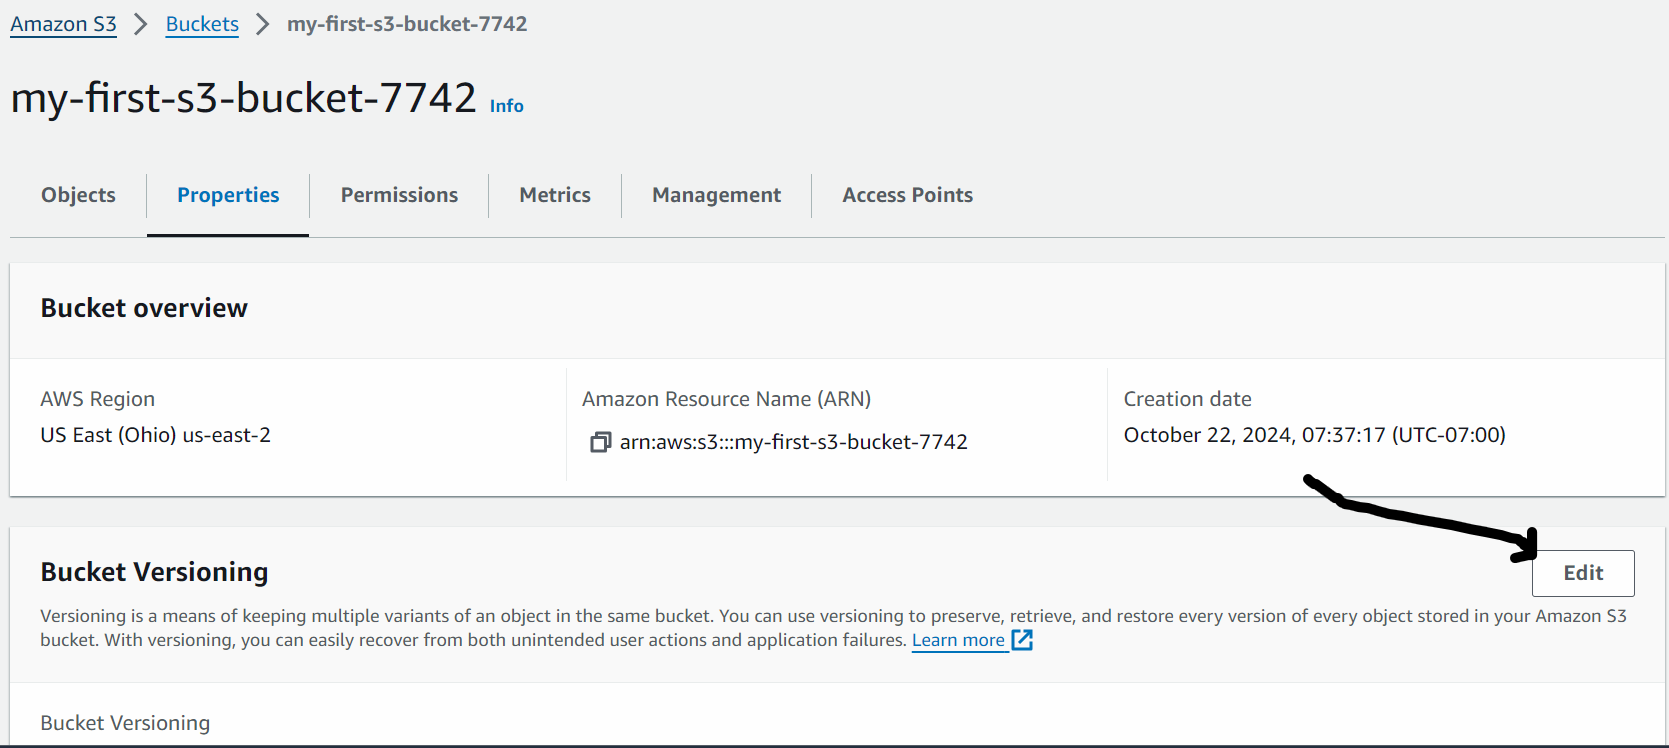 Amazon S3 > Buckets > my-first-s3-bucket-7742
my-first-s3-bucket-7742 Info
Objects Properties Permissions Metrics Management Access Points
Bucket overview
AWS Region
US East (Ohio) us-east-2
Amazon Resource Name (ARN)
arn:aws:s3:::my-first-s3-bucket-7742
Creation date
October 22, 2024, 07:37:17 (UTC-07:00)
Bucket Versioning
Edit
Versioning is a means of keeping multiple variants of an object in the same bucket. You can use versioning to preserve, retrieve, and restore every version of every object stored in your Amazon S3
bucket. With versioning, you can easily recover from both unintended user actions and application failures. Learn more
Bucket Versioning